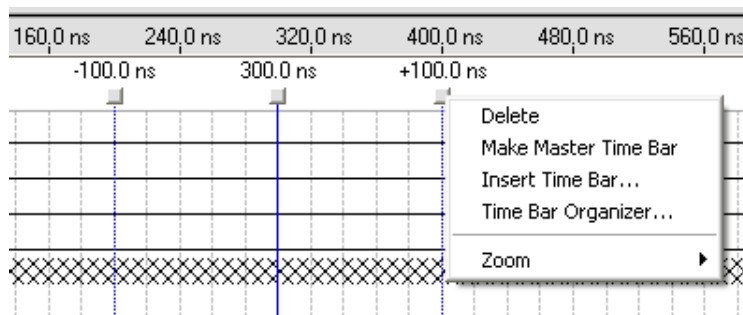 160.0 ns 240.0 ns 320.0 ns 400.0 ns 480.0 ns 560.0 ns
-100.0 ns 300.0 ns +100.0 ns
Delete
Make Master Time Bar
Insert Time Bar...
Time Bar Organizer...
Zoom